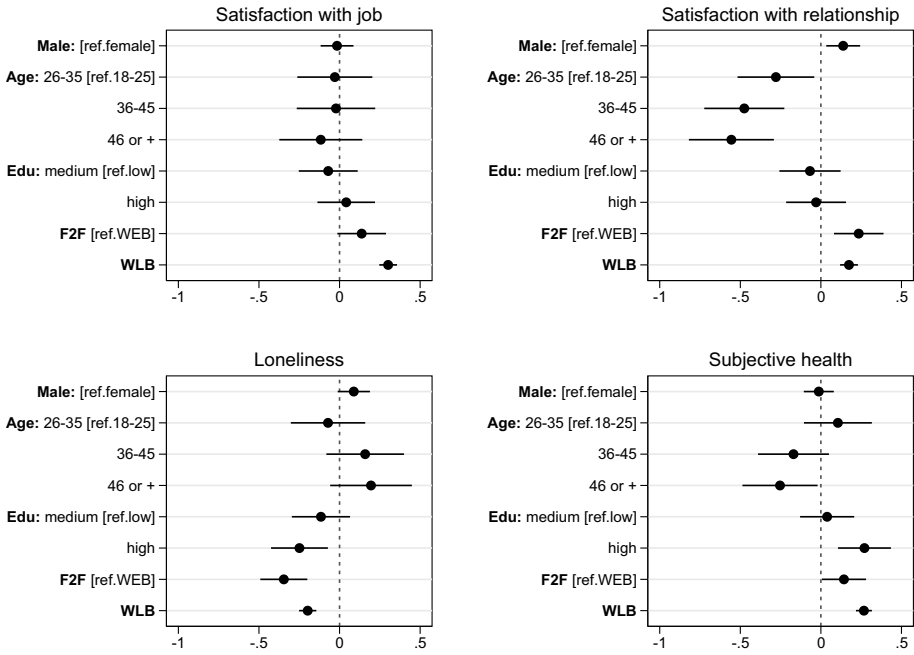 Satisfaction with job
Male: [ref.female]
Age: 26-35 [ref.18-25]
36-45
46 or +
Edu: medium [ref.low]
high
F2F [ref.WEB]
WLB
-1 -.5 0 .5
Satisfaction with relationship
Male: [ref.female]
Age: 26-35 [ref.18-25]
36-45
46 or +
Edu: medium [ref.low]
high
F2F [ref.WEB]
WLB
-1 -.5 0 .5
Loneliness
Male: [ref.female]
Age: 26-35 [ref.18-25]
36-45
46 or +
Edu: medium [ref.low]
high
F2F [ref.WEB]
WLB
-1 -.5 0 .5
Subjective health
Male: [ref.female]
Age: 26-35 [ref.18-25]
36-45
46 or +
Edu: medium [ref.low]
high
F2F [ref.WEB]
WLB
-1 -.5 0 .5